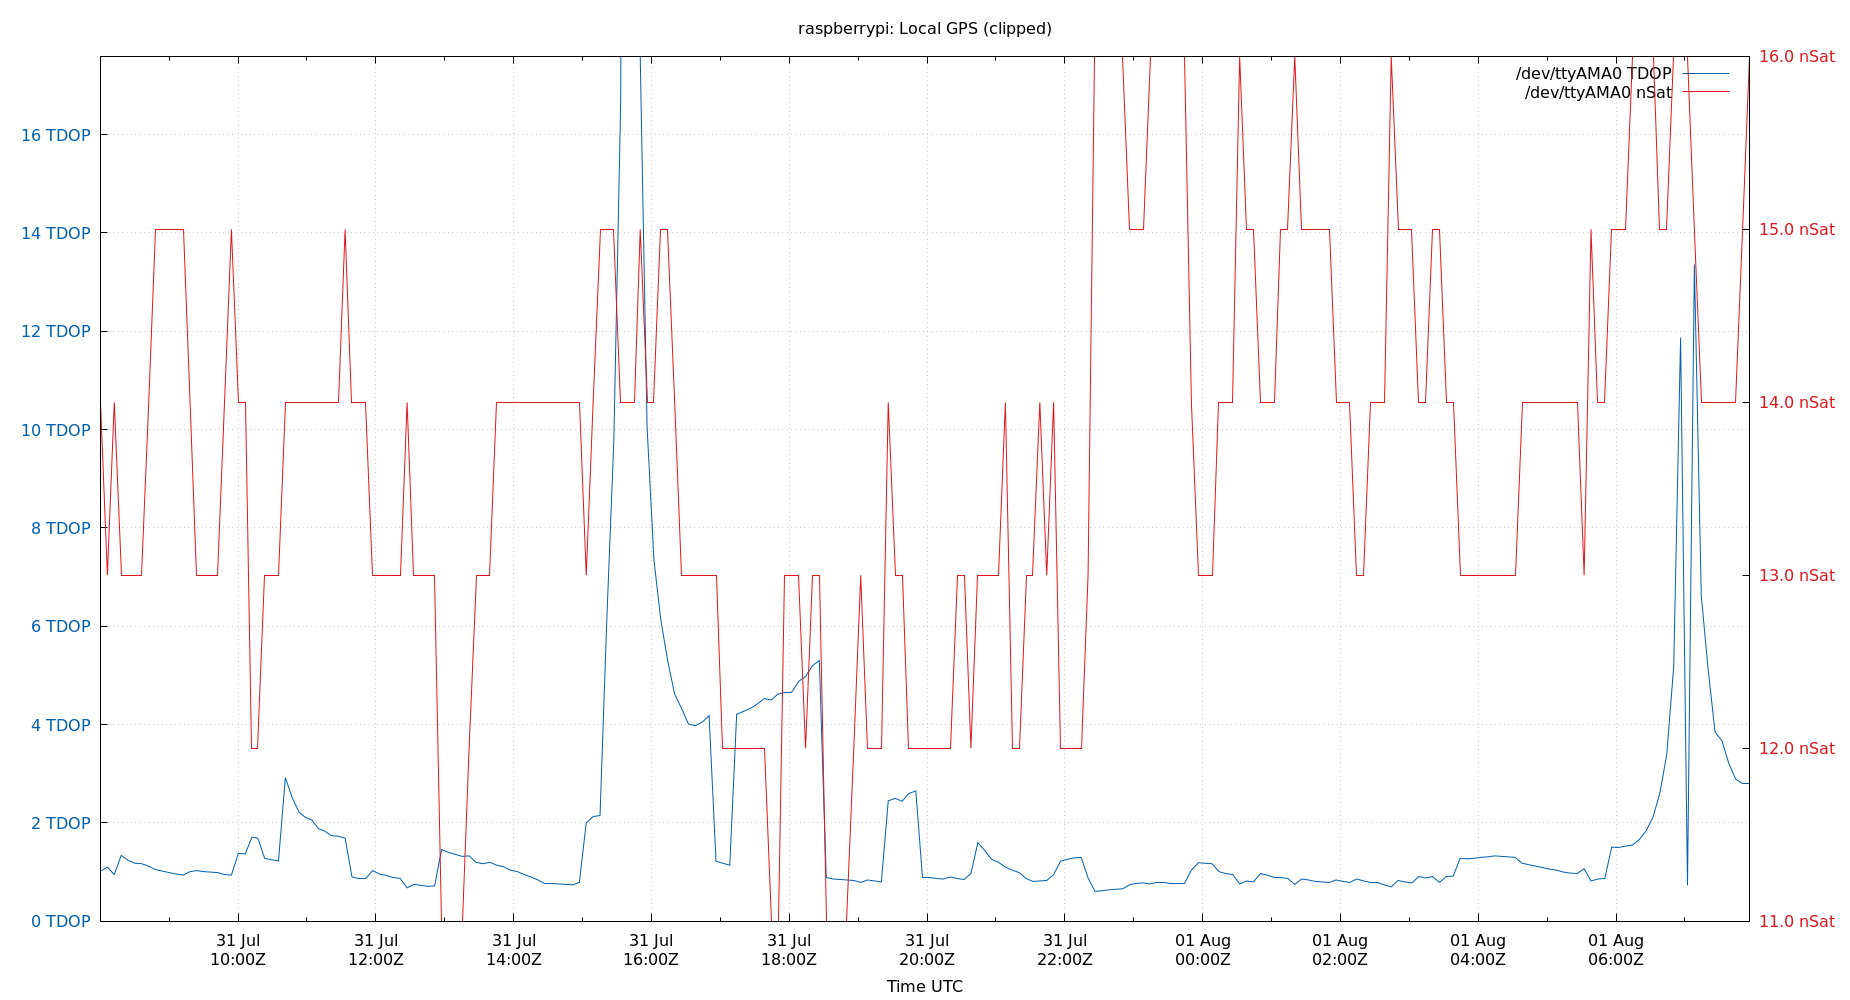 raspberrypi: Local GPS (clipped)
/dev/ttyAMA0 TDOP
/dev/ttyAMA0 nSat
16 TDOP
14 TDOP
12 TDOP
10 TDOP
8 TDOP
6 TDOP
4 TDOP
2 TDOP
0 TDOP
16.0 nSat
15.0 nSat
14.0 nSat
13.0 nSat
12.0 nSat
11.0 nSat
31 Jul
10:00Z
31 Jul
12:00Z
31 Jul
14:00Z
31 Jul
16:00Z
31 Jul
18:00Z
31 Jul
20:00Z
31 Jul
22:00Z
01 Aug
00:00Z
01 Aug
02:00Z
01 Aug
04:00Z
01 Aug
06:00Z
Time UTC